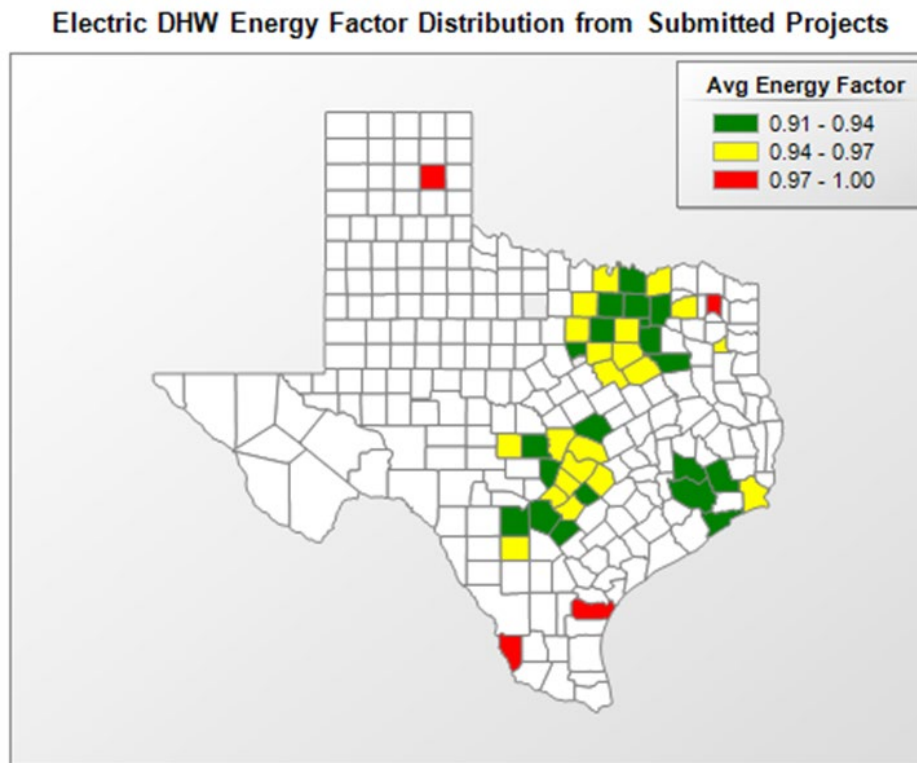 Electric DHW Energy Factor Distribution from Submitted Projects
Avg Energy Factor
0.91 - 0.94
0.94 - 0.97
0.97 - 1.00